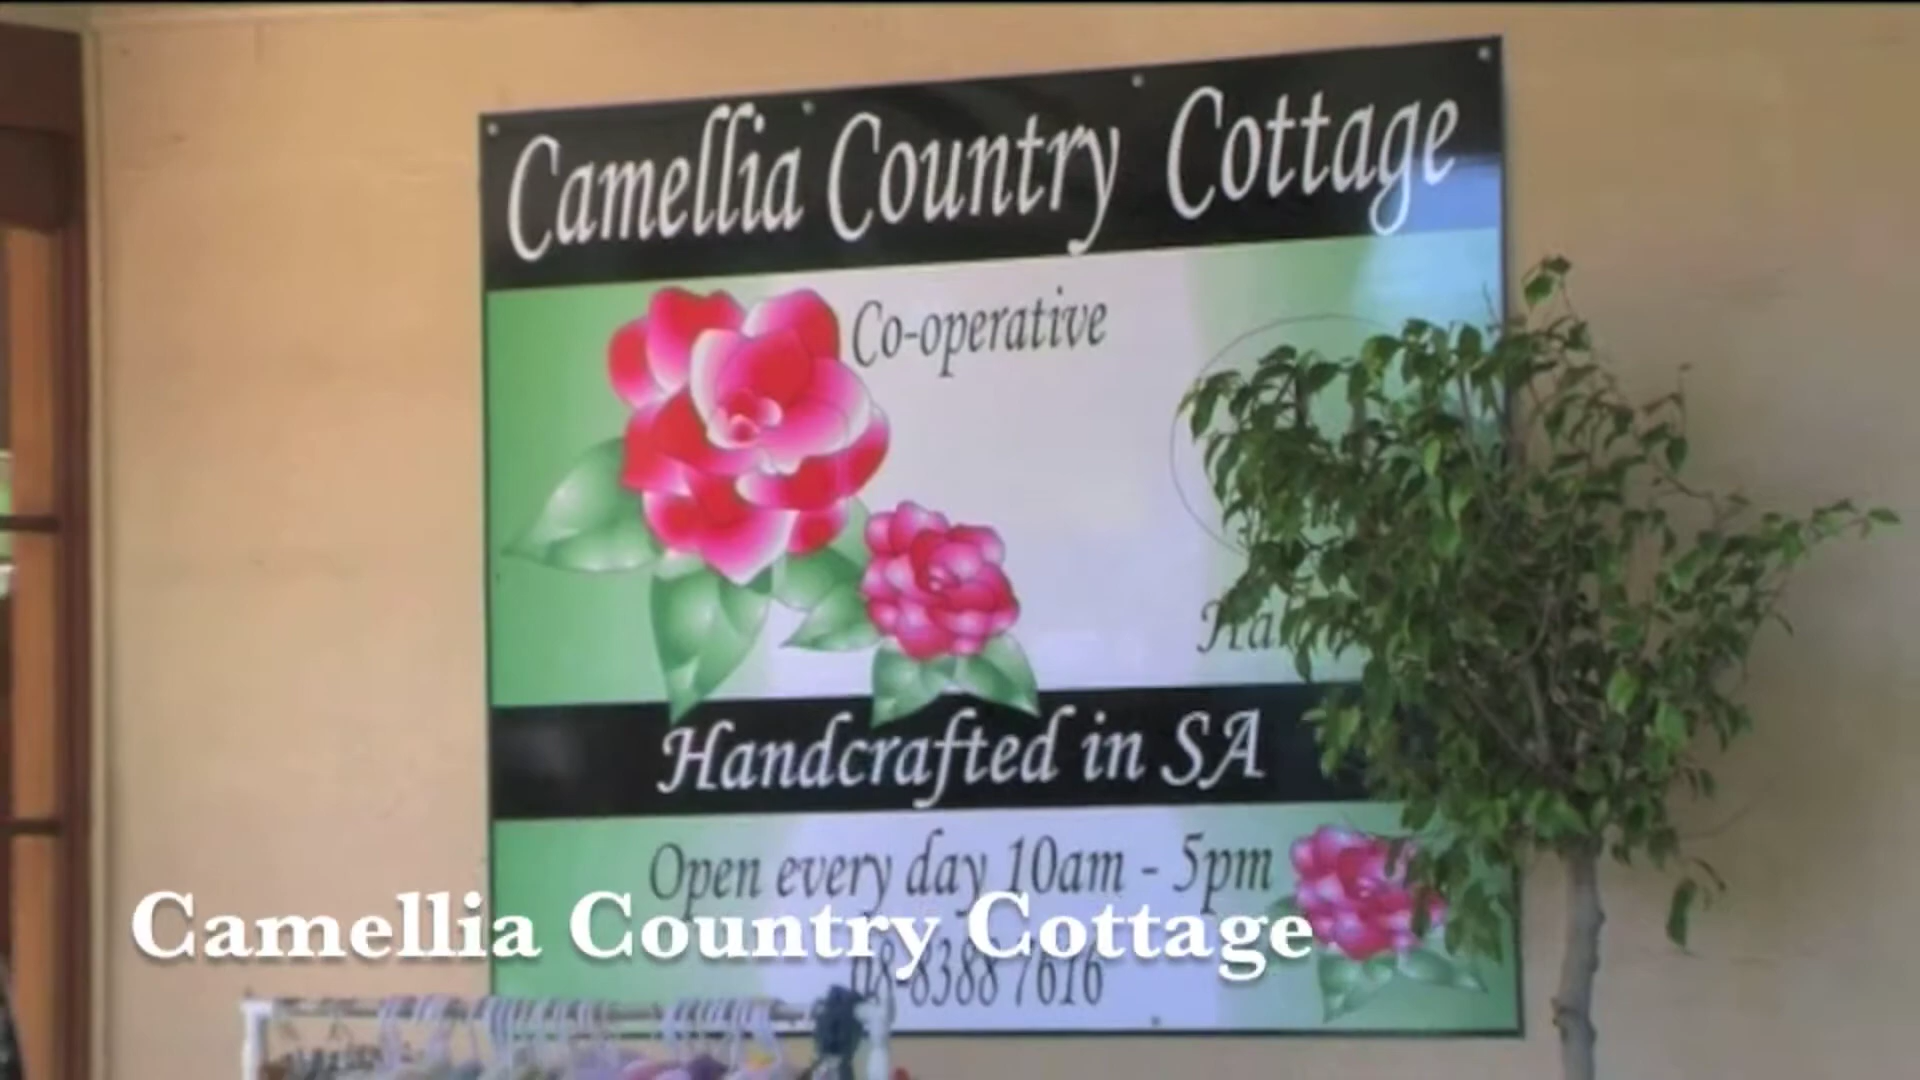 Camellia Country Cottage
Co-operative
Handcrafted in SA
Open every day 10am - 5pm
08-8388 7616
Camellia Country Cottage